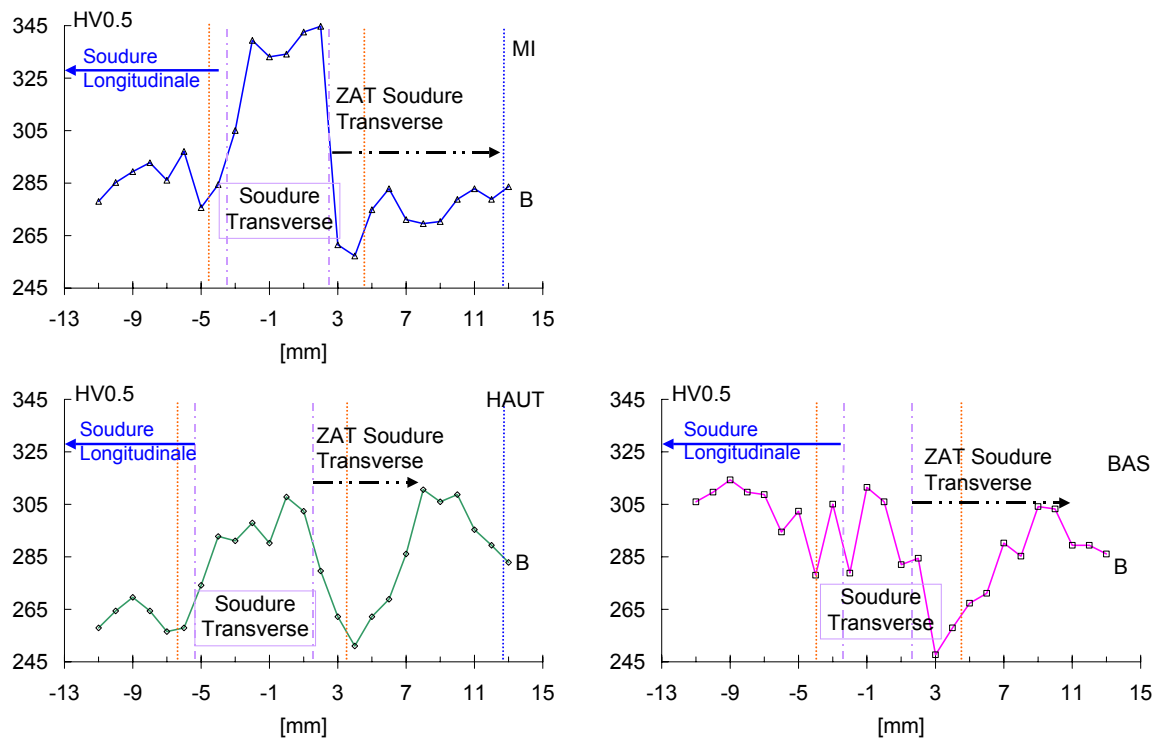 345
HV0.5
MI
Soudure
Longitudinale
325
ZAT Soudure
Transverse
305
285
Soudure
Transverse
B
265
245
-13 -9 -5 -1 3 7 11 15
[mm]
345
HV0.5
HAUT
Soudure
Longitudinale
325
ZAT Soudure
Transverse
305
285
B
Soudure
Transverse
265
245
-13 -9 -5 -1 3 7 11 15
[mm]
345
HV0.5
Soudure
Longitudinale
325
ZAT Soudure
Transverse
BAS
305
285
B
Soudure
Transverse
265
245
-13 -9 -5 -1 3 7 11 15
[mm]